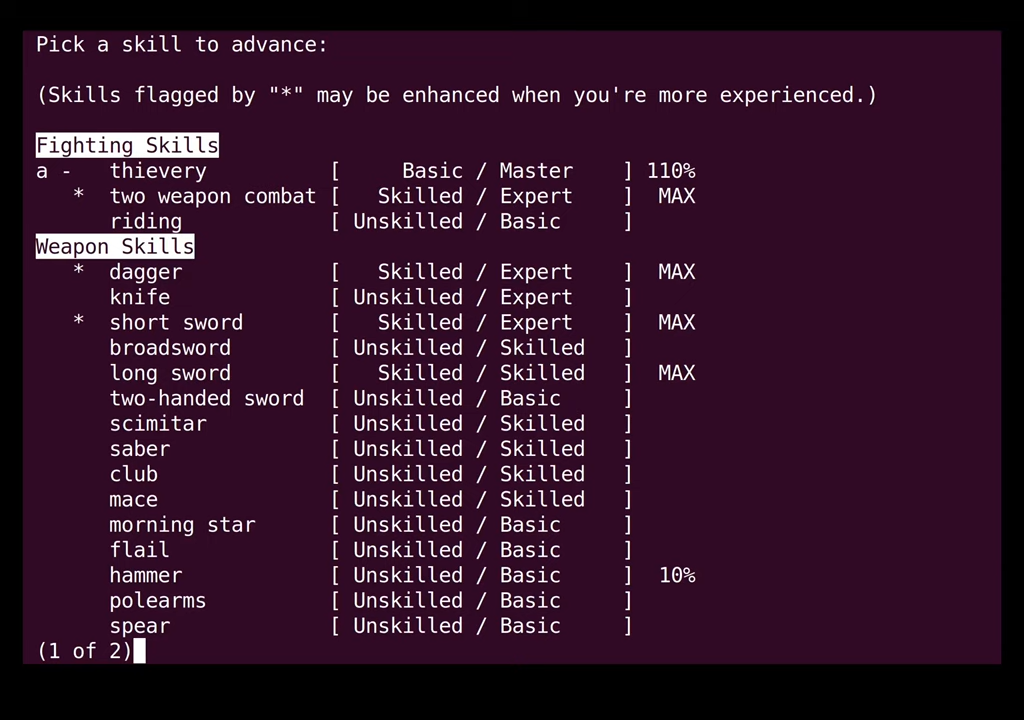 Pick a skill to advance:
(Skills flagged by "*" may be enhanced when you're more experienced.)
Fighting Skills
a - thievery [ Basic / Master ] 110%
* two weapon combat [ Skilled / Expert ] MAX
riding [ Unskilled / Basic ]
Weapon Skills
* dagger [ Skilled / Expert ] MAX
knife [ Unskilled / Expert ]
* short sword [ Skilled / Expert ] MAX
broadsword [ Unskilled / Skilled ]
long sword [ Skilled / Skilled ] MAX
two-handed sword [ Unskilled / Basic ]
scimitar [ Unskilled / Skilled ]
saber [ Unskilled / Skilled ]
club [ Unskilled / Skilled ]
mace [ Unskilled / Skilled ]
morning star [ Unskilled / Basic ]
flail [ Unskilled / Basic ]
hammer [ Unskilled / Basic ] 10%
polearms [ Unskilled / Basic ]
spear [ Unskilled / Basic ]
(1 of 2)